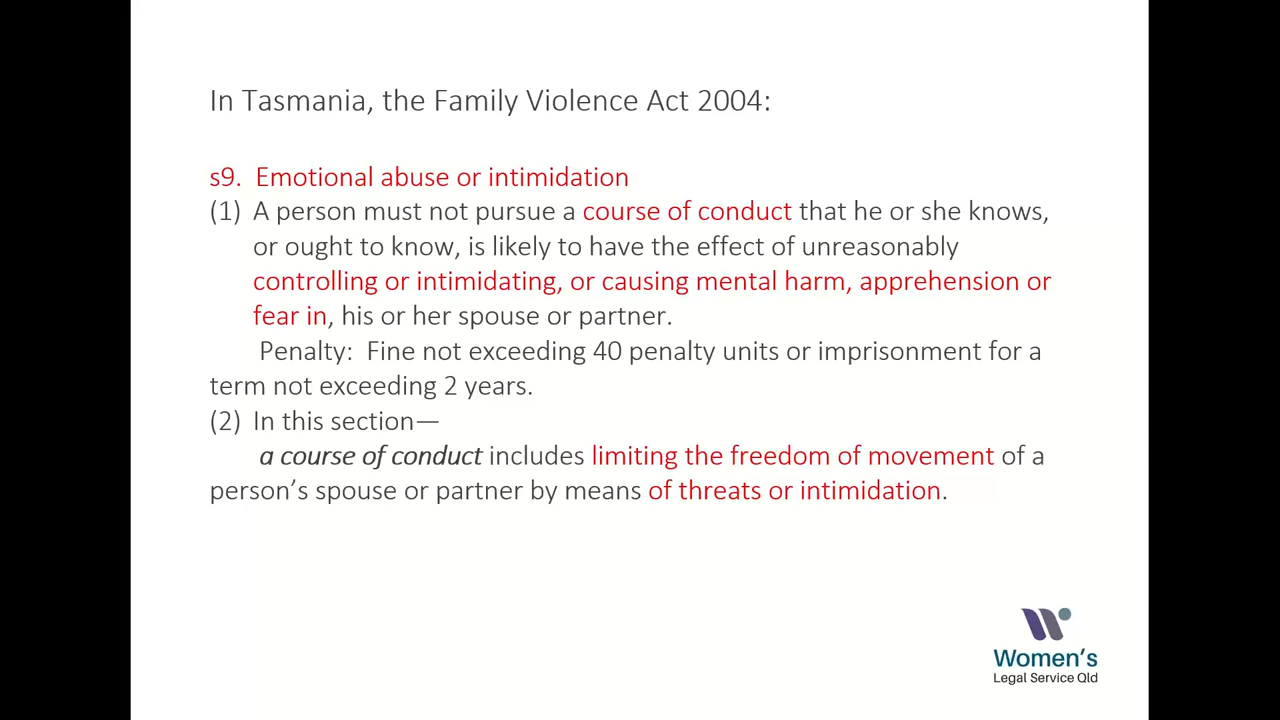 In Tasmania, the Family Violence Act 2004:
s9. Emotional abuse or intimidation
(1) A person must not pursue a course of conduct that he or she knows,
or ought to know, is likely to have the effect of unreasonably
controlling or intimidating, or causing mental harm, apprehension or
fear in, his or her spouse or partner.
Penalty: Fine not exceeding 40 penalty units or imprisonment for a
term not exceeding 2 years.
(2) In this section—
a course of conduct includes limiting the freedom of movement of a
person's spouse or partner by means of threats or intimidation.
Women's
Legal Service Qld